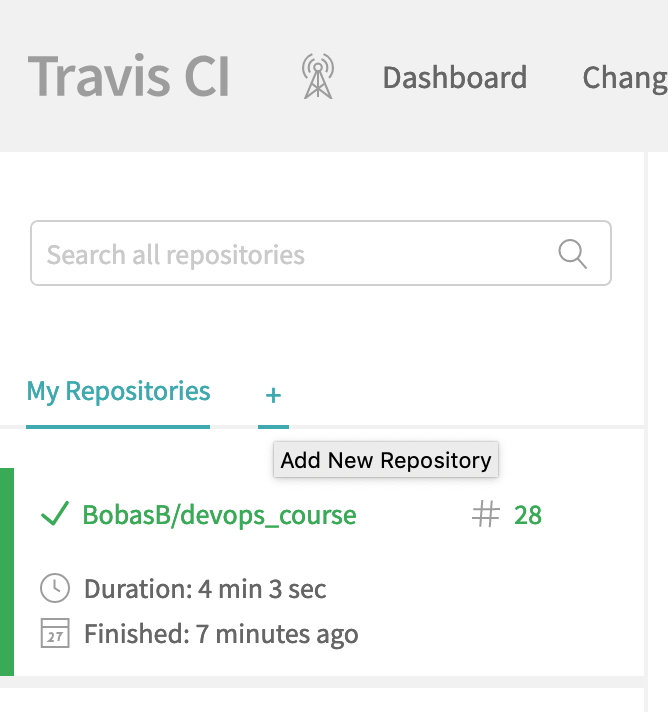 Travis CI Dashboard Chang
Search all repositories
My Repositories +
Add New Repository
BobasB/devops_course # 28
Duration: 4 min 3 sec
27 Finished: 7 minutes ago